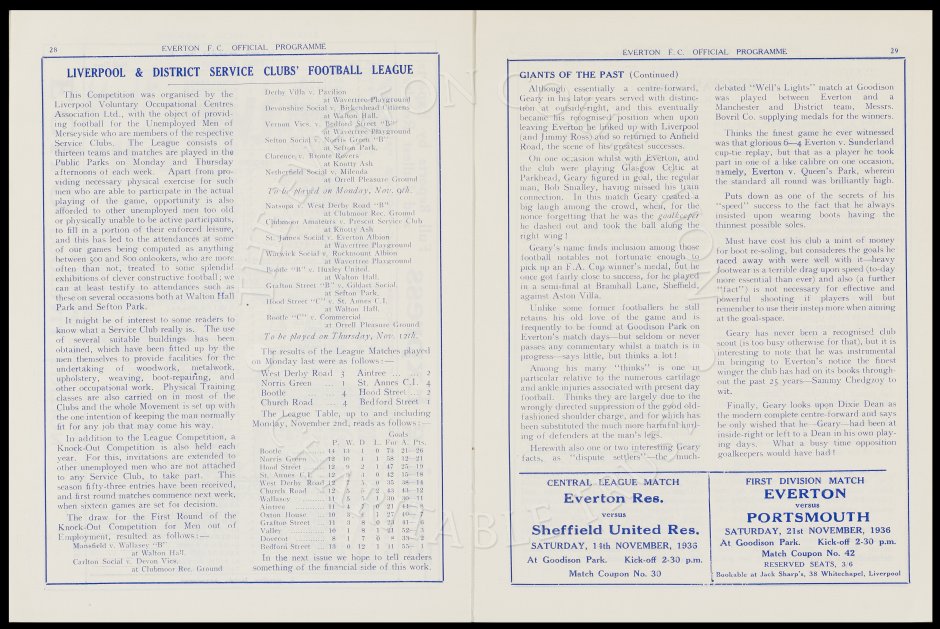 28
EVERTON F. C. OFFICIAL PROGRAMME
LIVERPOOL & DISTRICT SERVICE CLUBS' FOOTBALL LEAGUE
This Competition was organised by the
Liverpool Voluntary Occupational Centres
Association Ltd., with the object of provid-
ing football for the Unemployed Men of
Merseyside who are members of the respective
Service Clubs. The League consists of
thirteen teams and matches are played in the
Public Parks on Monday and Thursday
afternoons of each week. Apart from pro-
viding necessary physical exercise for such
men who are able to participate in the actual
playing of the game, opportunity is also
afforded to other unemployed men too old
or physically unable to be active participants,
to fill in a portion of their enforced leisure,
and this has led to the attendances at some
of our games being computed as anything
between 500 and 800 onlookers, who are more
often than not, treated to some splendid
exhibitions of clever constructive football; we
can at least testify to attendances such as
these on several occasions both at Walton Hall
Park and Sefton Park.
It might be of interest to some readers to
know what a Service Club really is. The use
of several suitable buildings has been
obtained, which have been fitted up by the
men themselves to provide facilities for the
undertaking of woodwork, metalwork,
upholstery, weaving, boot-repairing, and
other occupational work. Physical Training
classes are also carried on in most of the
Clubs and the whole Movement is set up with
the one intention of keeping the man normally
fit for any job that may come his way.
In addition to the League Competition, a
Knock-Out Competition is also held each
year. For this, invitations are extended to
other unemployed men who are not attached
to any Service Club, to take part. This
season fifty-three entries have been received,
and first round matches commence next week,
when sixteen games are set for decision.
The draw for the First Round of the
Knock-Out Competition for Men out of
Employment, resulted as follows:—
Mansfield v. Wallasey "B"
at Walton Hall.
Carlton Social v. Devon Vics.
at Clubmoor Rec. Ground
Derby Villa v. Pavilion
at Wavertree Playground
Devonshire Social v. Birkenhead Citizens
at Walton Hall.
Vernon Vics. v. Bedford Street "B"
at Wavertree Playground
Sefton Social v. Norris Green "B"
at Sefton Park.
Clarence v. Bronte Rovers
at Knotty Ash
Netherfield Social v. Milenda
at Orrell Pleasure Ground
To be played on Monday, Nov. 9th.
Natsopa v. West Derby Road "B"
at Clubmoor Rec. Ground
Clubmoor Amateurs v. Prescot Service Club
at Knotty Ash
St. James Social v. Everton Albion
at Wavertree Playground
Warwick Social v. Rockmount Albion
at Wavertree Playground
Bootle "B" v. Huxley United.
at Walton Hall.
Grafton Street "B" v. Gildast Social
at Sefton Park.
Hood Street "C" v. St. Annes C.I.
at Walton Hall.
Bootle "C" v. Commercial
at Orrell Pleasure Ground
To be played on Thursday, Nov. 12th.
The results of the League Matches played
on Monday last were as follows:—
West Derby Road 3 Aintree ... ... 2
Norris Green ... 1 St. Annes C.I. 4
Bootle ... ... 4 Hood Street ... 2
Church Road ... 4 Bedford Street 1
The League Table, up to and including
Monday, November 2nd, reads as follows:—
Goals
P. W. D. L. For A. Pts.
Bootle
Norris Green
Hood Street
St. Annes C.I.
West Derby Road
Church Road
Wallasey
Aintree
Oxton House
Grafton Street
Valley
Dovecot
Bedford Street
In the next issue we hope to tell readers
something of the financial side of this work.
EVERTON F. C. OFFICIAL PROGRAMME
29
GIANTS OF THE PAST (Continued)
Although essentially a centre-forward,
Geary in his later years served with distinc-
tion at outside-right, and this eventually
became his recognised position when upon
leaving Everton he linked up with Liverpool
(and Jimmy Ross) and so returned to Anfield
Road, the scene of his greatest successes.
On one occasion whilst with Everton, and
the club were playing Glasgow Celtic at
Parkhead, Geary figured in goal, the regular
man, Bob Smalley, having missed his train
connection. In this match Geary created a
big laugh among the crowd, when, for the
nonce forgetting that he was the goalkeeper
he dashed out and took the ball along the
right wing!
Geary's name finds inclusion among those
football notables not fortunate enough to
pick up an F.A. Cup winner's medal, but he
once got fairly close to success, for he played
in a semi-final at Bramhall Lane, Sheffield,
against Aston Villa.
Unlike some former footballers he still
retains his old love of the game and is
frequently to be found at Goodison Park on
Everton's match days—but seldom or never
passes any commentary whilst a match is in
progress—says little, but thinks a lot!
Among his many "thinks" is one in
particular relative to the numerous cartilage
and ankle injuries associated with present day
football. Thinks they are largely due to the
wrongly directed suppression of the good old-
fashioned shoulder charge, and for which has
been substituted the much more harmful hurl-
ing of defenders at the man's legs.
Herewith also one or two interesting Geary
facts, as "dispute settlers"—the much-
debated "Well's Lights" match at Goodison
was played between Everton and a
Manchester and District team, Messrs.
Bovril Co. supplying medals for the winners.
Thinks the finest game he ever witnessed
was that glorious 6—4 Everton v. Sunderland
cup-tie replay, but that as a player he took
part in one of a like calibre on one occasion,
namely, Everton v. Queen's Park, wherein
the standard all round was brilliantly high.
Puts down as one of the secrets of his
"speed" success to the fact that he always
insisted upon wearing boots having the
thinnest possible soles.
Must have cost his club a mint of money
for boot re-soling, but considers the goals he
raced away with were well with it—heavy
footwear is a terrible drag upon speed (to-day
more essential than ever) and also (a further
"fact") is not necessary for effective and
powerful shooting if players will but
remember to use their instep more when aiming
at the goal-space.
Geary has never been a recognised club
scout (is too busy otherwise for that), but it is
interesting to note that he was instrumental
in bringing to Everton's notice the finest
winger the club has had on its books through-
out the past 25 years—Sammy Chedgzoy to
wit.
Finally, Geary looks upon Dixie Dean as
the modern complete centre-forward and says
he only wished that he—Geary—had been at
inside-right or left to a Dean in his own play-
ing days. What a busy time opposition
goalkeepers would have had!
CENTRAL LEAGUE MATCH
Everton Res.
versus
Sheffield United Res.
SATURDAY, 14th NOVEMBER, 1936
At Goodison Park. Kick-off 2-30 p.m.
Match Coupon No. 39
FIRST DIVISION MATCH
EVERTON
versus
PORTSMOUTH
SATURDAY, 21st NOVEMBER, 1936
At Goodison Park. Kick-off 2-30 p.m.
Match Coupon No. 42
RESERVED SEATS, 3/6
Bookable at Jack Sharp's, 38 Whitechapel, Liverpool